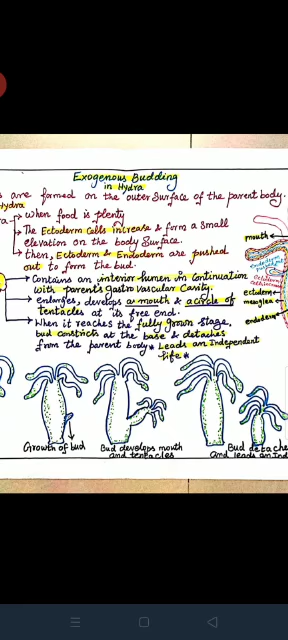 Exogenous Budding
in Hydra
s are formed on the outer Surface of the parent body.
Hydra
when food is plenty
The Ectoderm Cells increase & form a Small
elevation on the body Surface.
then, Ectoderm & Endoderm are pushed
out to form the bud.
Contains an interior lumen in Continuation
with parent's gastro Vascular Cavity.
enlarges, develops a mouth & a circle of
tentacles at its free end.
When it reaches the fully grown Stage,
bud constricts at the base & detaches
from the parent body * Leads an Independent
life *
mouth
ectoderm
endoderm
Growth of bud
Bud develops mouth
and tentacles
Bud detache
and leads an Ind